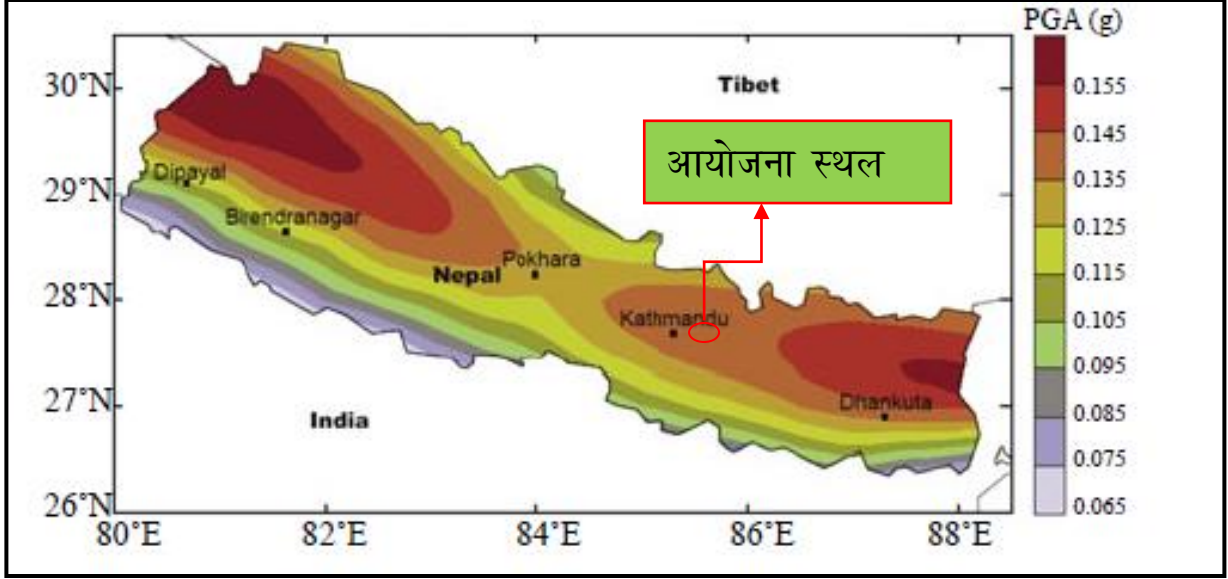 PGA (g)
30°N
29°N
28°N
27°N
26°N
80°E
82°E
84°E
86°E
88°E
Tibet
आयोजना स्थल
Dipayal
Birendranagar
Pokhara
Nepal
Kathmandu
Dhankuta
India
0.155
0.145
0.135
0.125
0.115
0.105
0.095
0.085
0.075
0.065